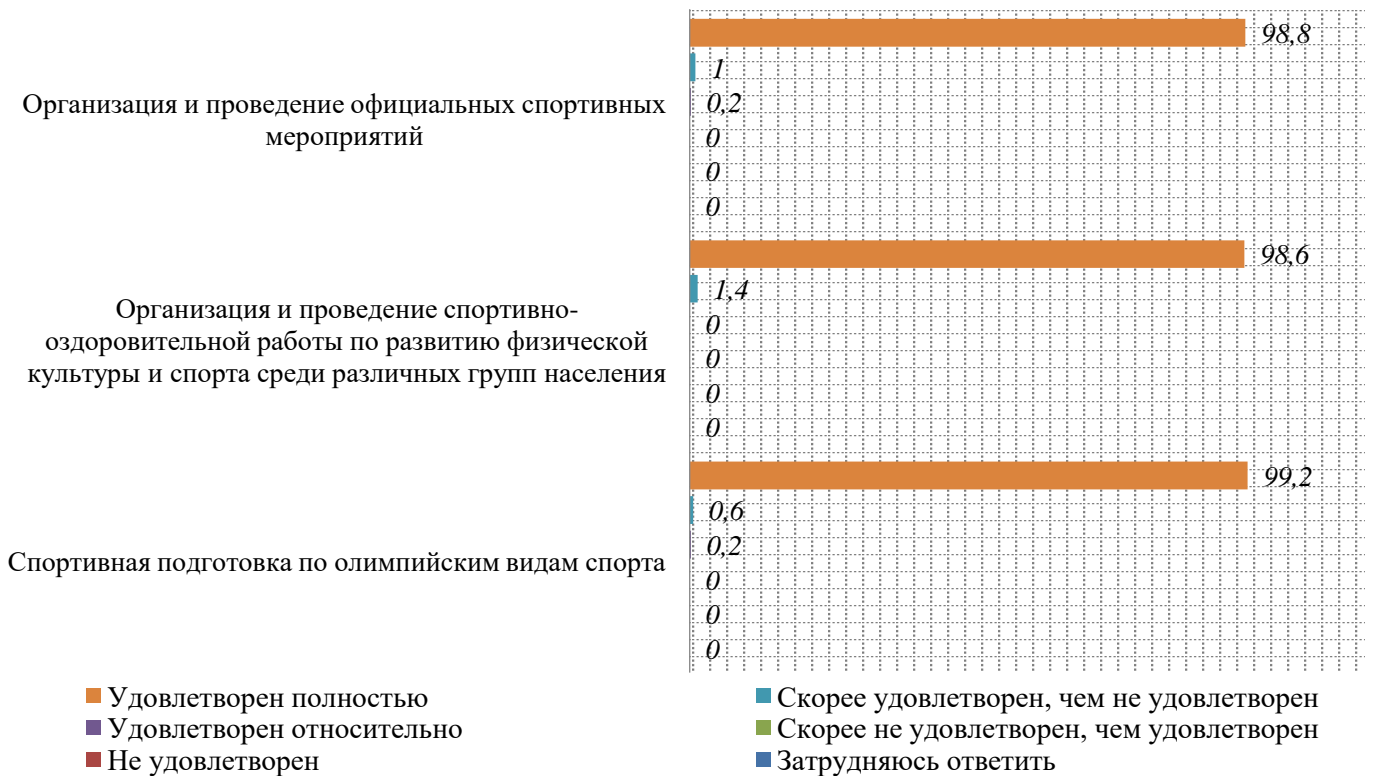 98,8
1
Организация и проведение официальных спортивных
мероприятий
0,2
0
0
0
98,6
1,4
Организация и проведение спортивно-
оздоровительной работы по развитию физической
культуры и спорта среди различных групп населения
0
0
0
0
99,2
0,6
Спортивная подготовка по олимпийским видам спорта
0,2
0
0
0
Удовлетворен полностью
Скорее удовлетворен, чем не удовлетворен
Удовлетворен относительно
Скорее не удовлетворен, чем удовлетворен
Не удовлетворен
Затрудняюсь ответить